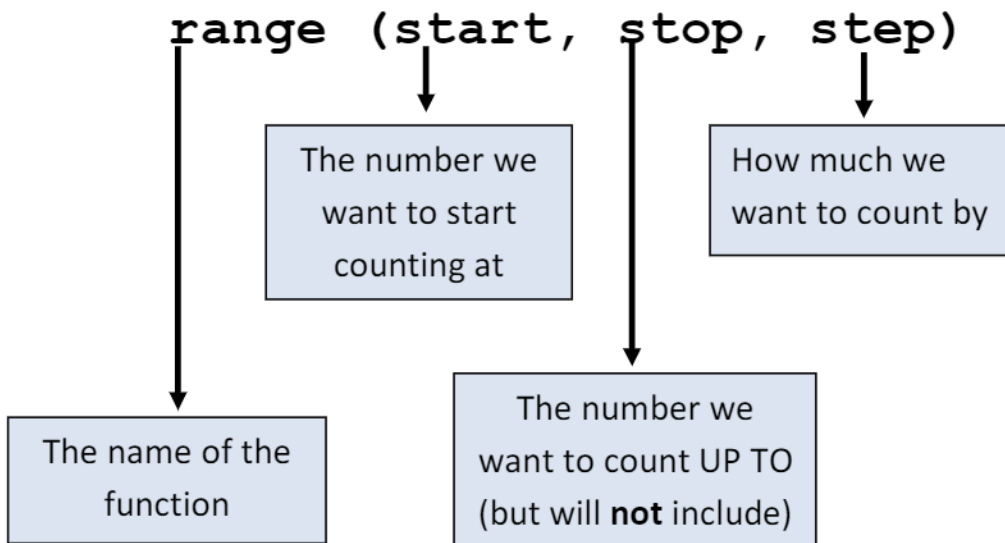 range (start, stop, step)
The number we
want to start
counting at
How much we
want to count by
The name of the
function
The number we
want to count UP TO
(but will not include)